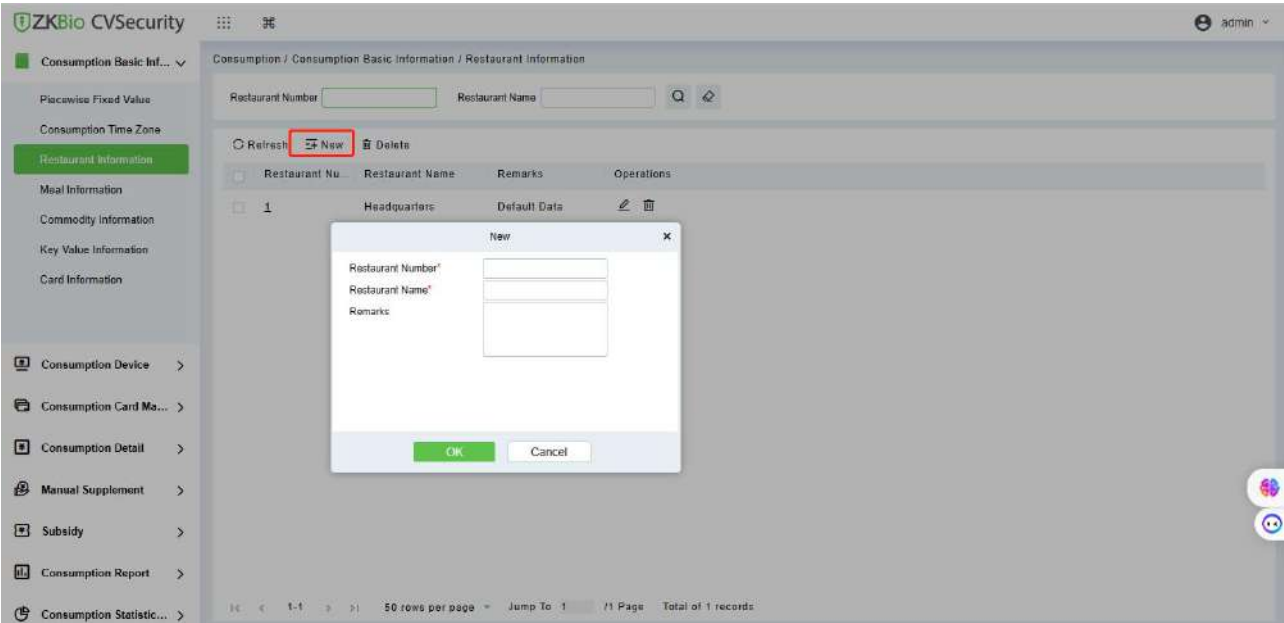 ZKBio CVSecurity
admin
Consumption Basic Inf...
Piecewise Fixed Value
Consumption Time Zone
Restaurant Information
Meal Information
Commodity Information
Key Value Information
Card Information
Consumption Device
Consumption Card Ma...
Consumption Detail
Manual Supplement
Subsidy
Consumption Report
Consumption Statistic...
Consumption / Consumption Basic Information / Restaurant Information
Restaurant Number Restaurant Name
Refresh New Delete
Restaurant Nu... Restaurant Name Remarks Operations
1 Headquarters Default Data
New
Restaurant Number*
Restaurant Name*
Remarks
OK Cancel
1-1 50 rows per page Jump To 1 /1 Page Total of 1 records